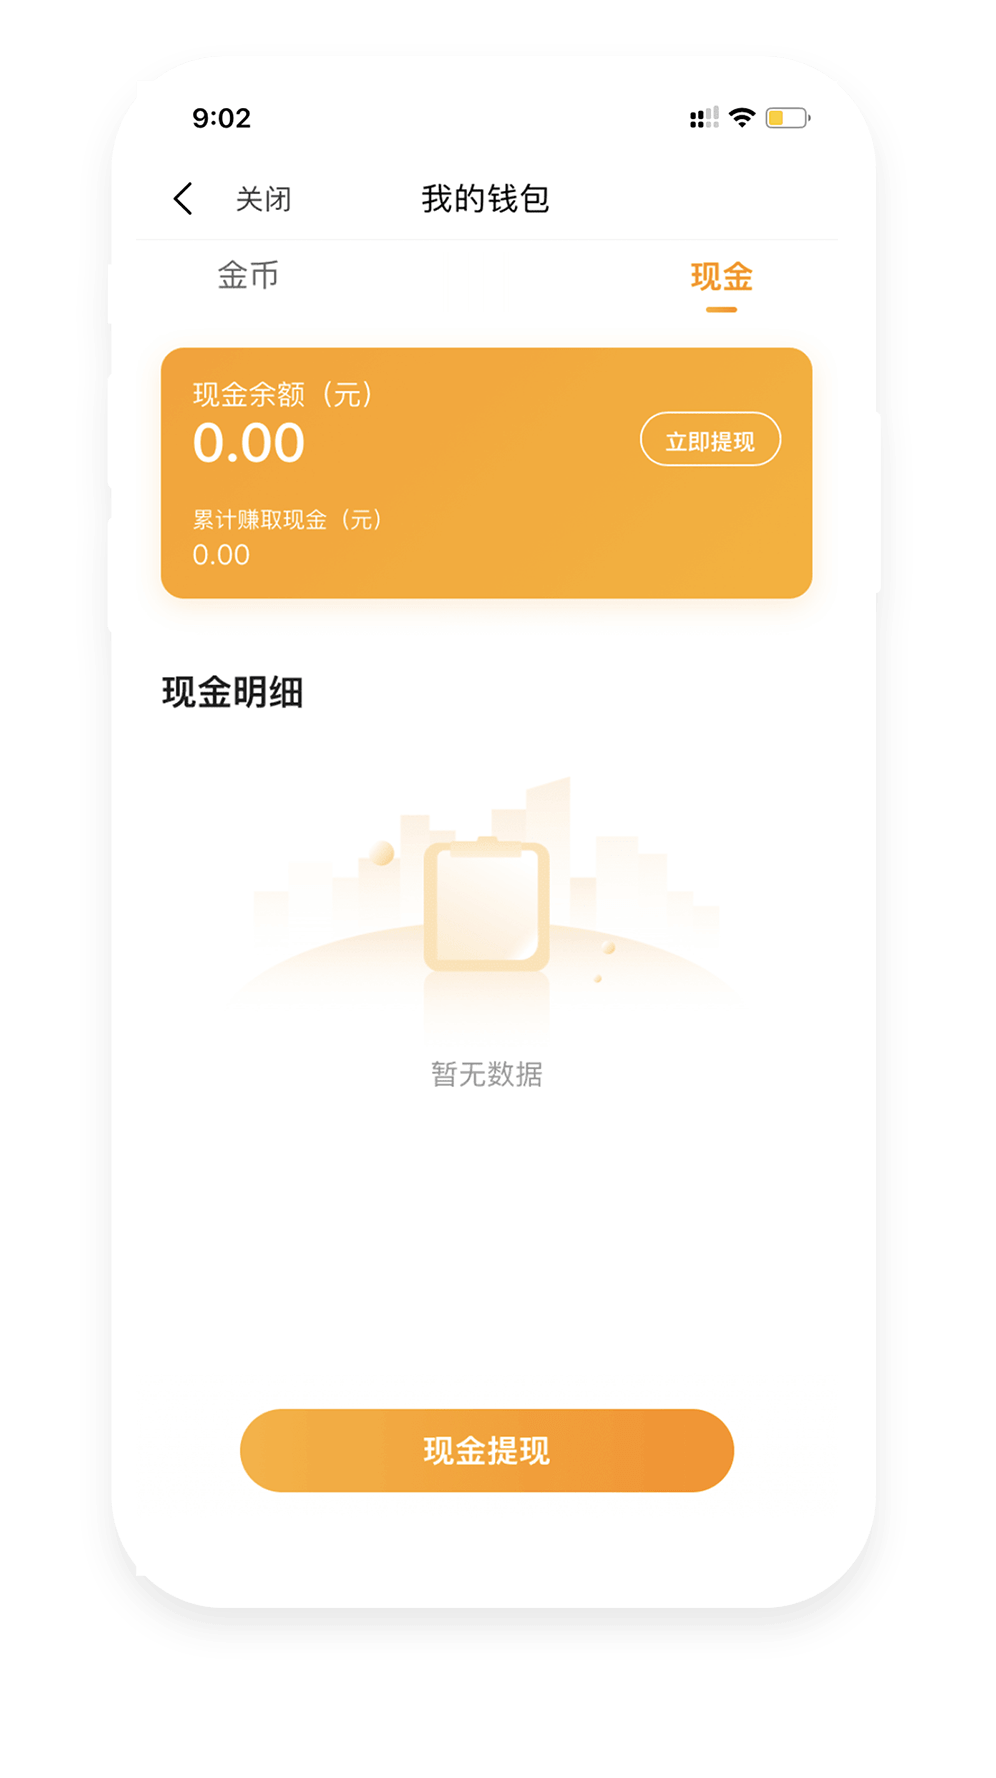 9:02
关闭 我的钱包
金币 现金
现金余额（元）
0.00
立即提现
累计赚取现金（元）
0.00
现金明细
暂无数据
现金提现